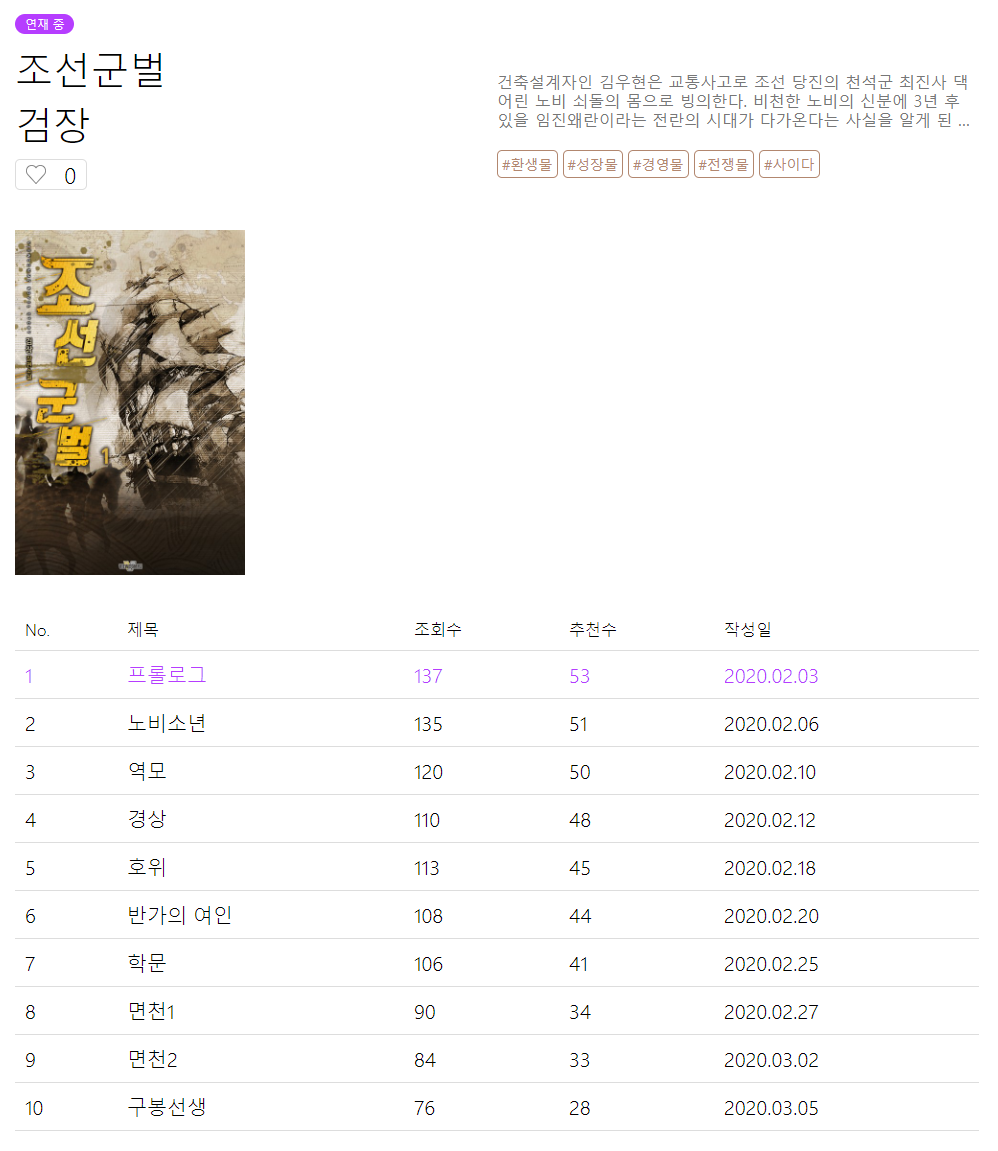 연재 중
조선군벌
검장
0
건축설계자인 김우현은 교통사고로 조선 당진의 천석군 최진사 댁
어린 노비 쇠돌의 몸으로 빙의한다. 비천한 노비의 신분에 3년 후
있을 임진왜란이라는 전란의 시대가 다가온다는 사실을 알게 된 ...
#환생물 #성장물 #경영물 #전쟁물 #사이다
조선군벌 1
No. 제목 조회수 추천수 작성일
1 프롤로그 137 53 2020.02.03
2 노비소년 135 51 2020.02.06
3 역모 120 50 2020.02.10
4 경상 110 48 2020.02.12
5 호위 113 45 2020.02.18
6 반가의 여인 108 44 2020.02.20
7 학문 106 41 2020.02.25
8 면천1 90 34 2020.02.27
9 면천2 84 33 2020.03.02
10 구봉선생 76 28 2020.03.05